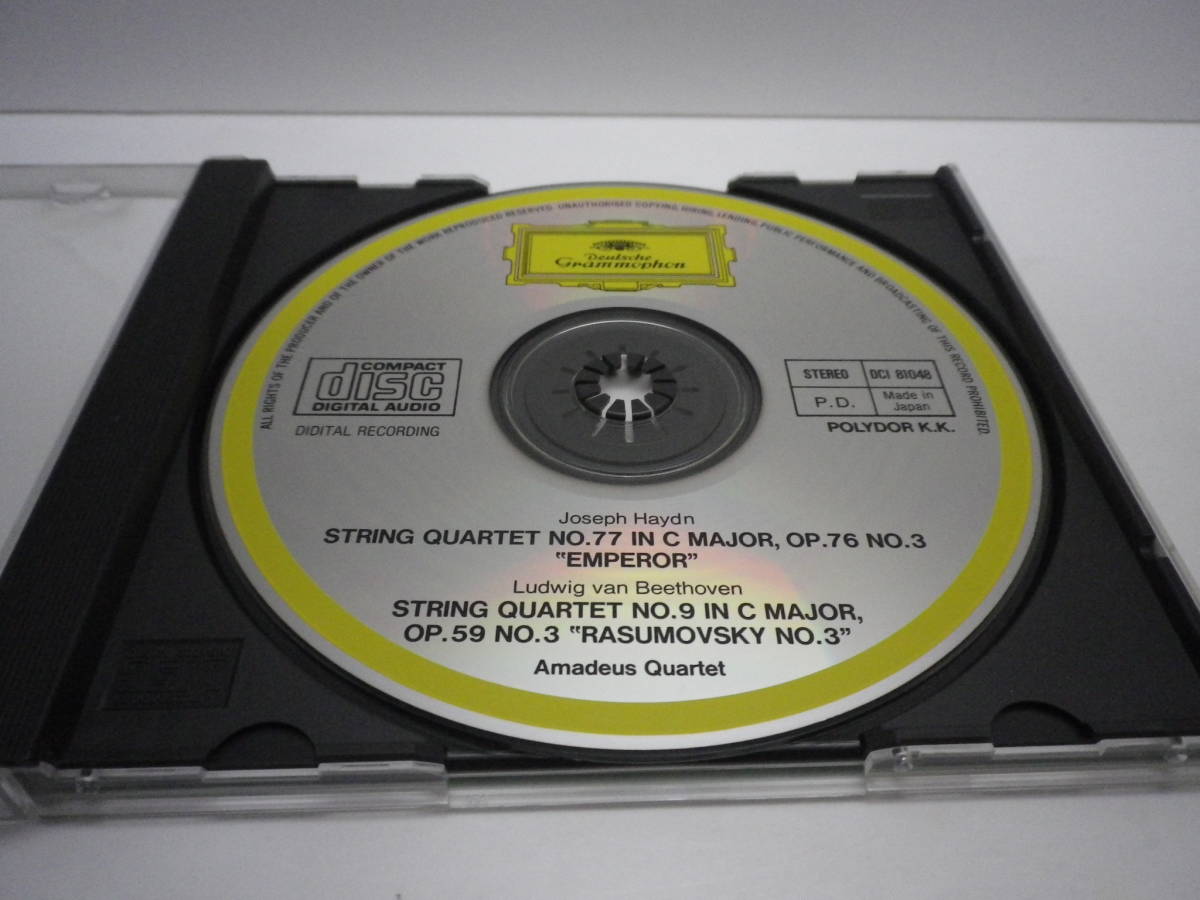 ALL RIGHTS OF THE PRODUCER AND OF THE OWNER OF THE WORK REPRODUCED RESERVED. UNAUTHORISED COPYING, HIRING, LENDING, PUBLIC PERFORMANCE AND BROADCASTING OF THIS RECORD PROHIBITED.
Deutsche
Grammophon
COMPACT
disc
DIGITAL AUDIO
DIDITAL RECORDING
STEREO DCI 81048
P.D. Made in
Japan
POLYDOR K.K.
Joseph Haydn
STRING QUARTET NO.77 IN C MAJOR, OP.76 NO.3
"EMPEROR"
Ludwig van Beethoven
STRING QUARTET NO.9 IN C MAJOR,
OP.59 NO.3 "RASUMOVSKY NO.3"
Amadeus Quartet